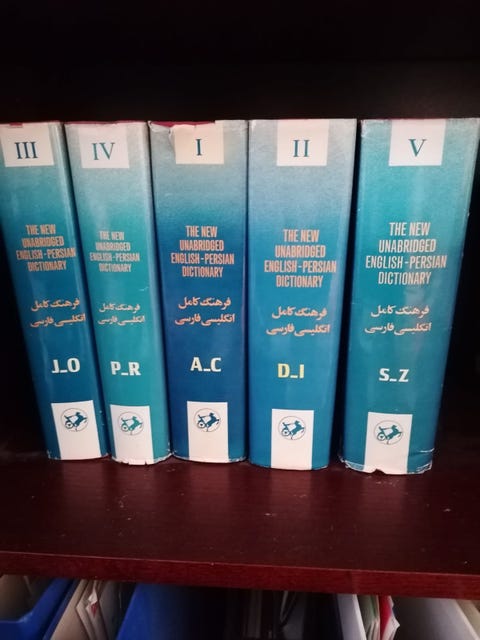 III
THE NEW
UNABRIDGED
ENGLISH-PERSIAN
DICTIONARY
فرهنگ کامل
انگلیسی فارسی
J_O
IV
THE NEW
UNABRIDGED
ENGLISH-PERSIAN
DICTIONARY
فرهنگ کامل
انگلیسی فارسی
P_R
I
THE NEW
UNABRIDGED
ENGLISH-PERSIAN
DICTIONARY
فرهنگ کامل
انگلیسی فارسی
A_C
II
THE NEW
UNABRIDGED
ENGLISH-PERSIAN
DICTIONARY
فرهنگ کامل
انگلیسی فارسی
D_I
V
THE NEW
UNABRIDGED
ENGLISH-PERSIAN
DICTIONARY
فرهنگ کامل
انگلیسی فارسی
S_Z